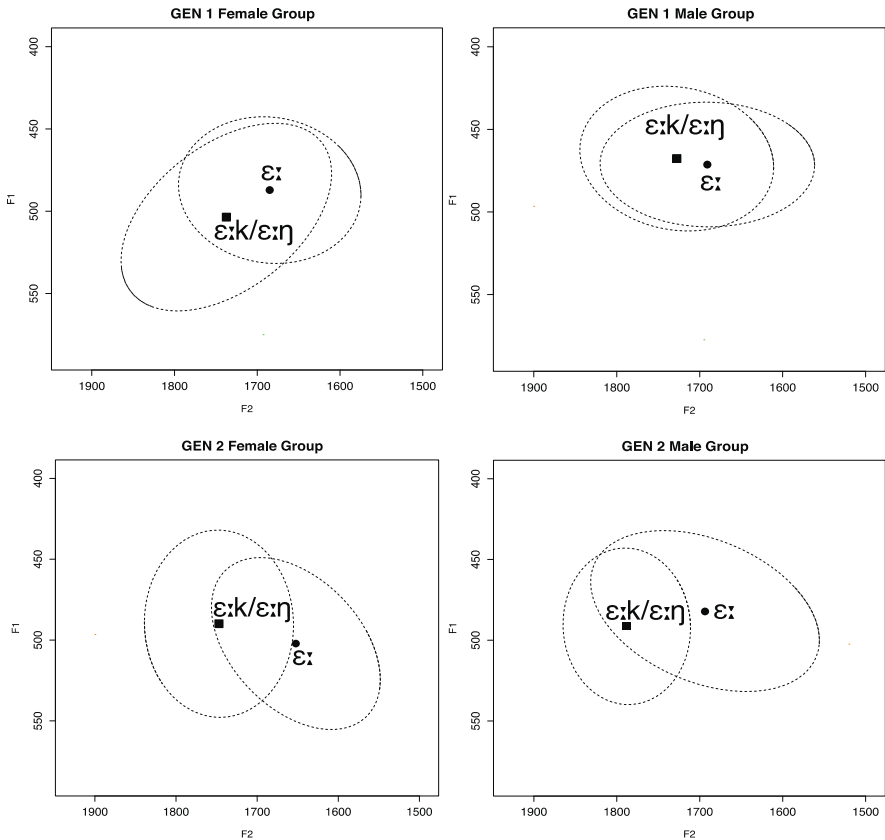 GEN 1 Female Group
400
450
500
550
F1
ɛːk/ɛːŋ
ɛː
1900
1800
1700
1600
1500
F2
GEN 1 Male Group
400
450
500
550
F1
ɛːk/ɛːŋ
ɛː
1900
1800
1700
1600
1500
F2
GEN 2 Female Group
400
450
500
550
F1
ɛːk/ɛːŋ
ɛː
1900
1800
1700
1600
1500
F2
GEN 2 Male Group
400
450
500
550
F1
ɛːk/ɛːŋ
ɛː
1900
1800
1700
1600
1500
F2